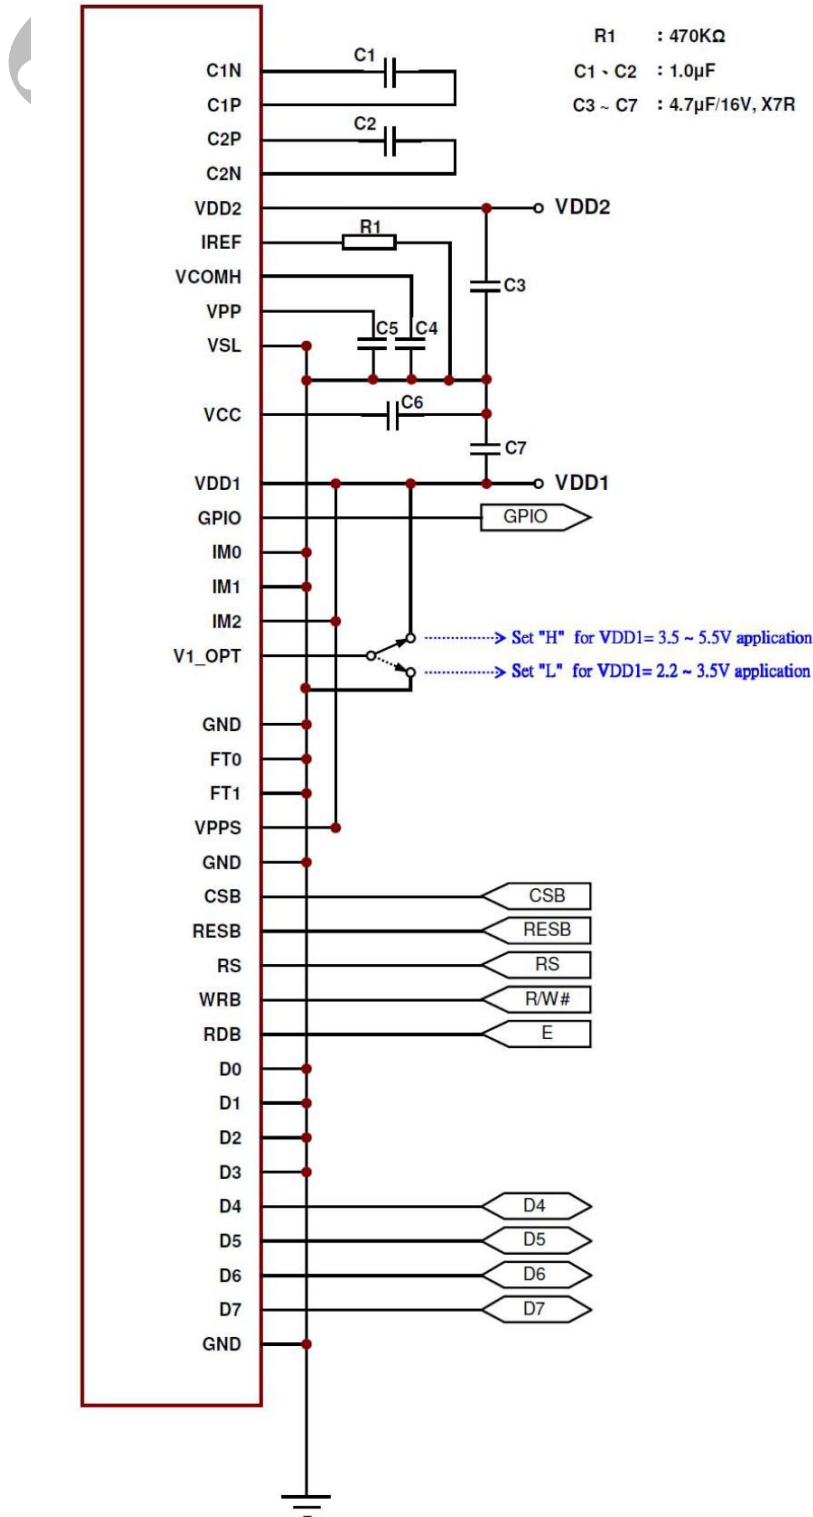 R1 : 470KΩ
C1、C2 : 1.0µF
C3 ~ C7 : 4.7µF/16V, X7R
C1N
C1
C1P
C2P
C2
C2N
VDD2
VDD2
IREF
R1
VCOMH
C3
VPP
C5
C4
VSL
VCC
C6
C7
VDD1
VDD1
GPIO
GPIO
IM0
IM1
IM2
Set "H" for VDD1= 3.5 ~ 5.5V application
V1_OPT
Set "L" for VDD1= 2.2 ~ 3.5V application
GND
FT0
FT1
VPPS
GND
CSB
CSB
RESB
RESB
RS
RS
WRB
R/W#
RDB
E
D0
D1
D2
D3
D4
D4
D5
D5
D6
D6
D7
D7
GND